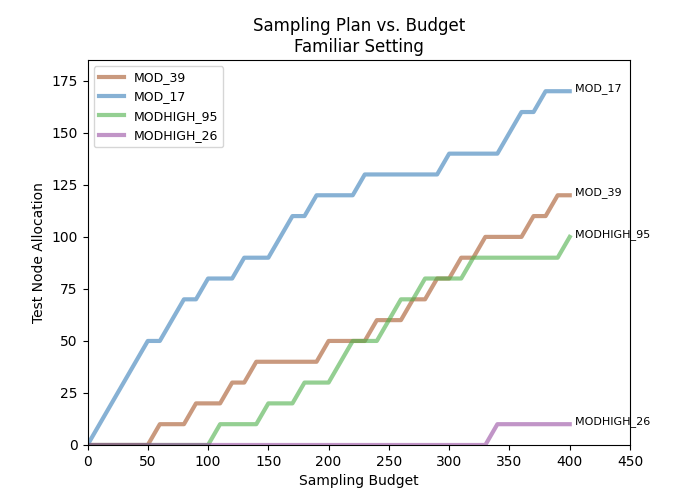 Sampling Plan vs. Budget
Familiar Setting
MOD_39
MOD_17
MODHIGH_95
MODHIGH_26
MOD_17
MOD_39
MODHIGH_95
MODHIGH_26
Test Node Allocation
175
150
125
100
75
50
25
0
0 50 100 150 200 250 300 350 400 450
Sampling Budget